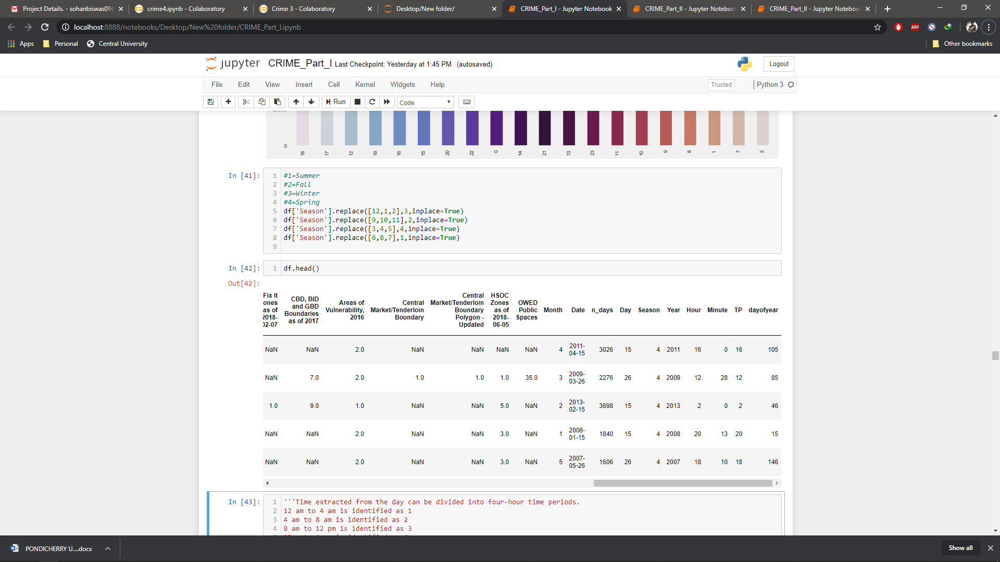 Project Details. - sohanbiswas09
crime4.ipynb - Colaboratory
Crime 3 - Colaboratory
Desktop/New folder/
CRIME_Part_I - Jupyter Notebook
CRIME_Part_II - Jupyter Notebook
CRIME_Part_II - Jupyter Notebook
localhost:8888/notebooks/Desktop/New%20folder/CRIME_Part_I.ipynb
ABP
Apps Personal Central University Other bookmarks
jupyter CRIME_Part_I Last Checkpoint: Yesterday at 1:45 PM (autosaved) Logout
File Edit View Insert Cell Kernel Widgets Help Trusted Python 3
Run Code
0
18 17 12 19 16 15 20 22 0 14 21 13 23 11 10 9 8 1 7 2
In [41]:
1 #1=Summer
2 #2=Fall
3 #3=Winter
4 #4=Spring
5 df['Season'].replace([12,1,2],3,inplace=True)
6 df['Season'].replace([9,10,11],2,inplace=True)
7 df['Season'].replace([3,4,5],4,inplace=True)
8 df['Season'].replace([6,8,7],1,inplace=True)
9
In [42]: 1 df.head()
Out[42]:
Fix It ones as of 2018-02-07 CBD, BID and GBD Boundaries as of 2017 Areas of Vulnerability, 2016 Central Market/Tenderloin Boundary Central Market/Tenderloin Boundary Polygon - Updated HSOC Zones as of 2018-06-05 OWED Public Spaces Month Date n_days Day Season Year Hour Minute TP dayofyear
NaN NaN 2.0 NaN NaN NaN NaN 4 2011-04-15 3026 15 4 2011 16 0 16 105
NaN 7.0 2.0 1.0 1.0 1.0 35.0 3 2009-03-26 2276 26 4 2009 12 28 12 85
1.0 9.0 1.0 NaN NaN 5.0 NaN 2 2013-02-15 3698 15 4 2013 2 0 2 46
NaN NaN 2.0 NaN NaN 3.0 NaN 1 2008-01-15 1840 15 4 2008 20 13 20 15
NaN NaN 2.0 NaN NaN 3.0 NaN 5 2007-05-26 1606 26 4 2007 18 10 18 146
In [43]:
1 '''Time extracted from the day can be divided into four-hour time periods.
2 12 am to 4 am is identified as 1
3 4 am to 8 am is identified as 2
4 8 am to 12 pm is identified as 3
PONDICHERRY U....docx
Show all